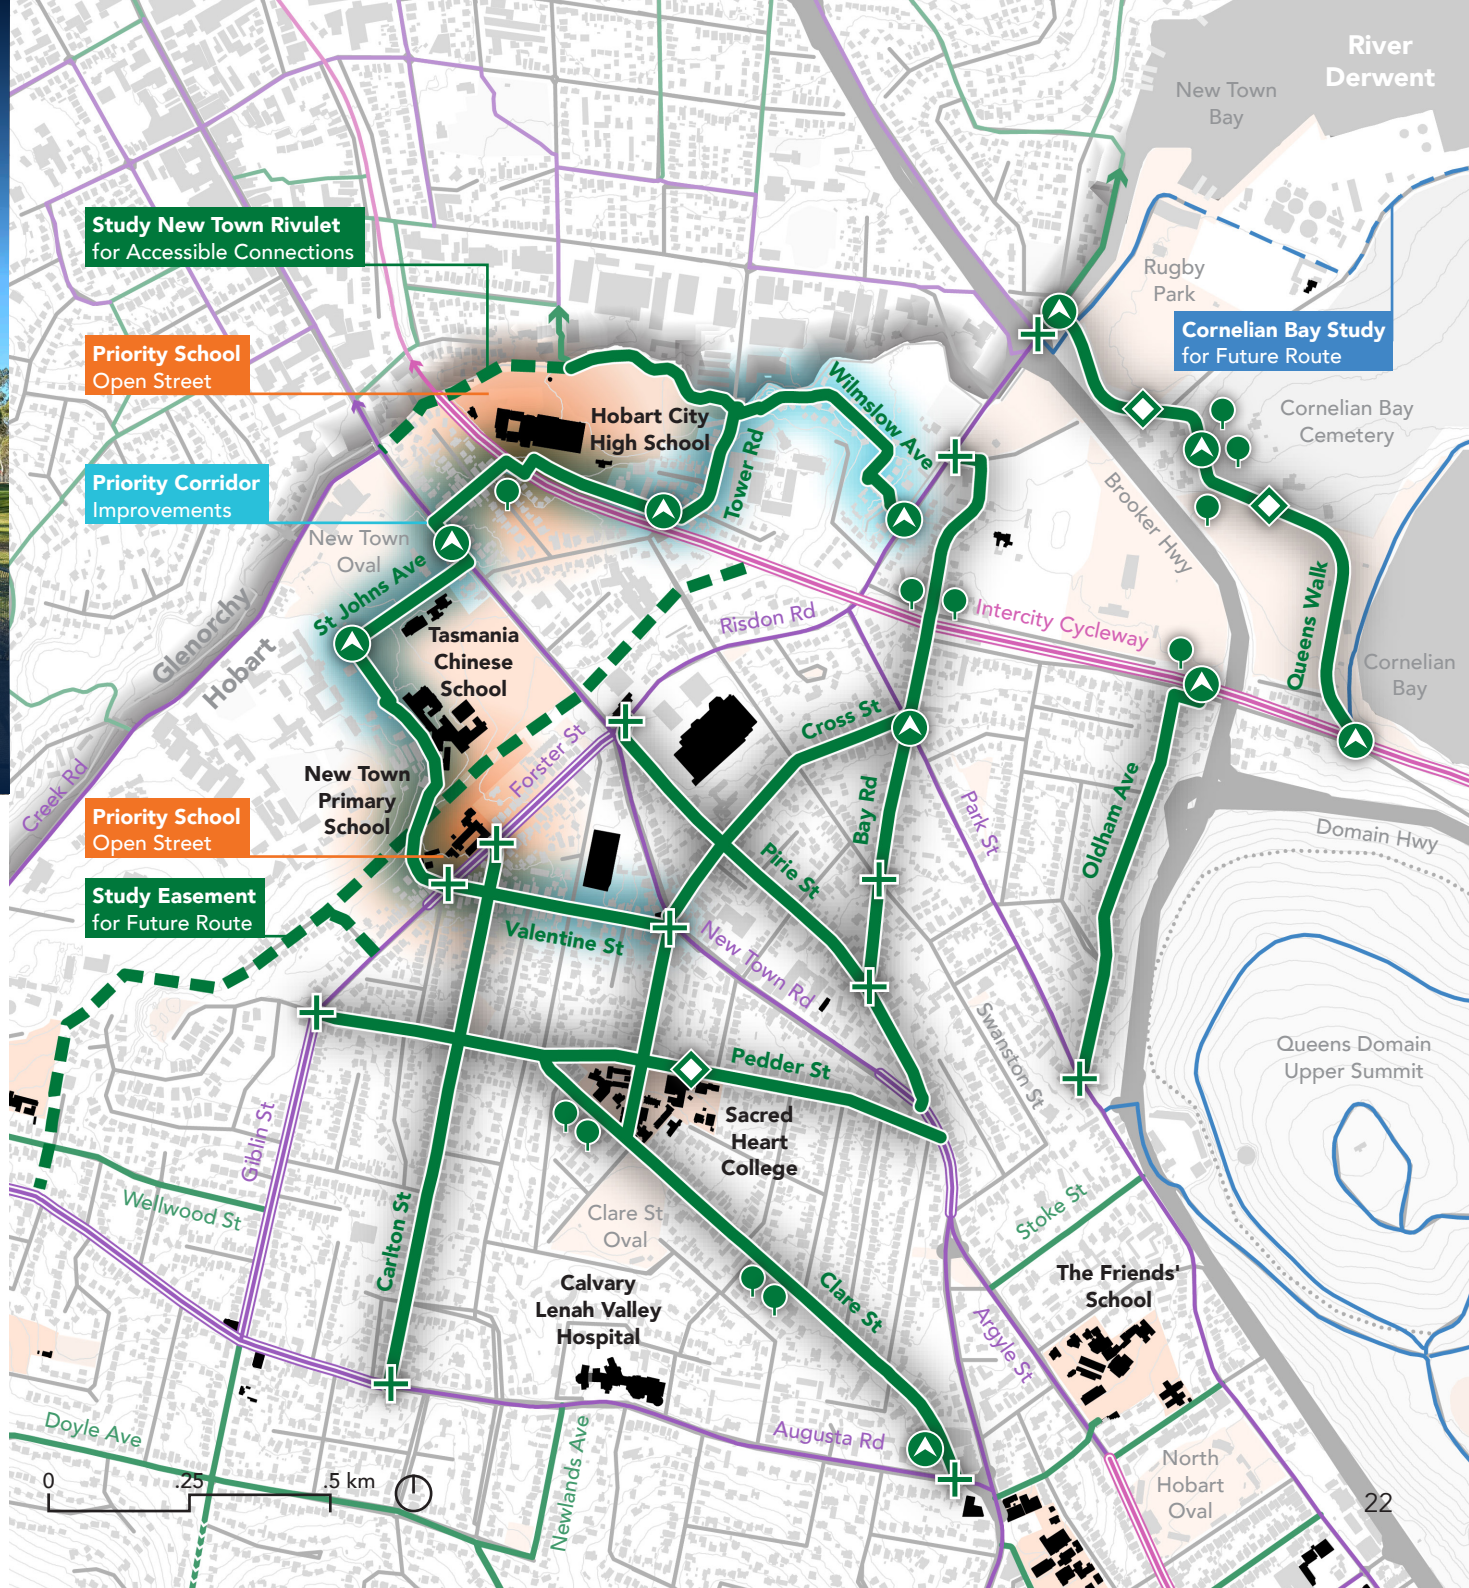 River
Derwent
New Town
Bay
Study New Town Rivulet
for Accessible Connections
Rugby
Park
Cornelian Bay Study
for Future Route
Priority School
Open Street
Wilmslow Ave
Hobart City
High School
Cornelian Bay
Cemetery
Tower Rd
Priority Corridor
Improvements
Brooker Hwy
New Town
Oval
St Johns Ave
Queens Walk
Glenorchy
Hobart
Risdon Rd
Intercity Cycleway
Tasmania
Chinese
School
Cornelian
Bay
Cross St
Forster St
Creek Rd
New Town
Primary
School
Bay Rd
Park St
Oldham Ave
Domain Hwy
Priority School
Open Street
Pirie St
Study Easement
for Future Route
Valentine St
New Town Rd
Swanston St
Queens Domain
Upper Summit
Pedder St
Giblin St
Sacred
Heart
College
Wellwood St
Clare St
Oval
Stoke St
Carlton St
Calvary
Lenah Valley
Hospital
Clare St
The Friends'
School
Argyle St
Doyle Ave
Newlands Ave
Augusta Rd
North
Hobart
Oval
0 .25 .5 km
22